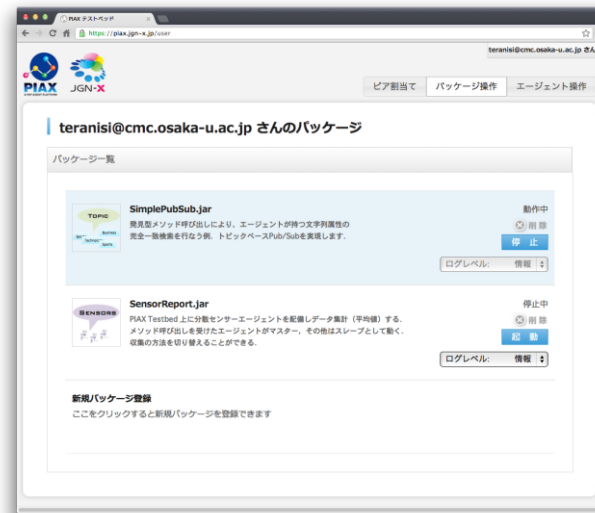 PIAX テストベッド
https://piax.jgn-x.jp/user
teranisi@cmc.osaka-u.ac.jp さん
PIAX
JGN-X
ピア割当て パッケージ操作 エージェント操作
teranisi@cmc.osaka-u.ac.jp さんのパッケージ
パッケージ一覧
TOPIC
SimplePubSub.jar
動作中
発見型メソッド呼び出しにより、エージェントが持つ文字列属性の
完全一致検索を行なう例．トピックベースPub/Subを実現します．
削除
停 止
ログレベル: 情報
SENSORS
SensorReport.jar
停止中
PIAX Testbed 上に分散センサーエージェントを配備しデータ集計（平均値）する．
メソッド呼び出しを受けたエージェントがマスター，その他はスレーブとして動く．
収集の方法を切り替えることができる．
削除
起 動
ログレベル: 情報
新規パッケージ登録
ここをクリックすると新規パッケージを登録できます